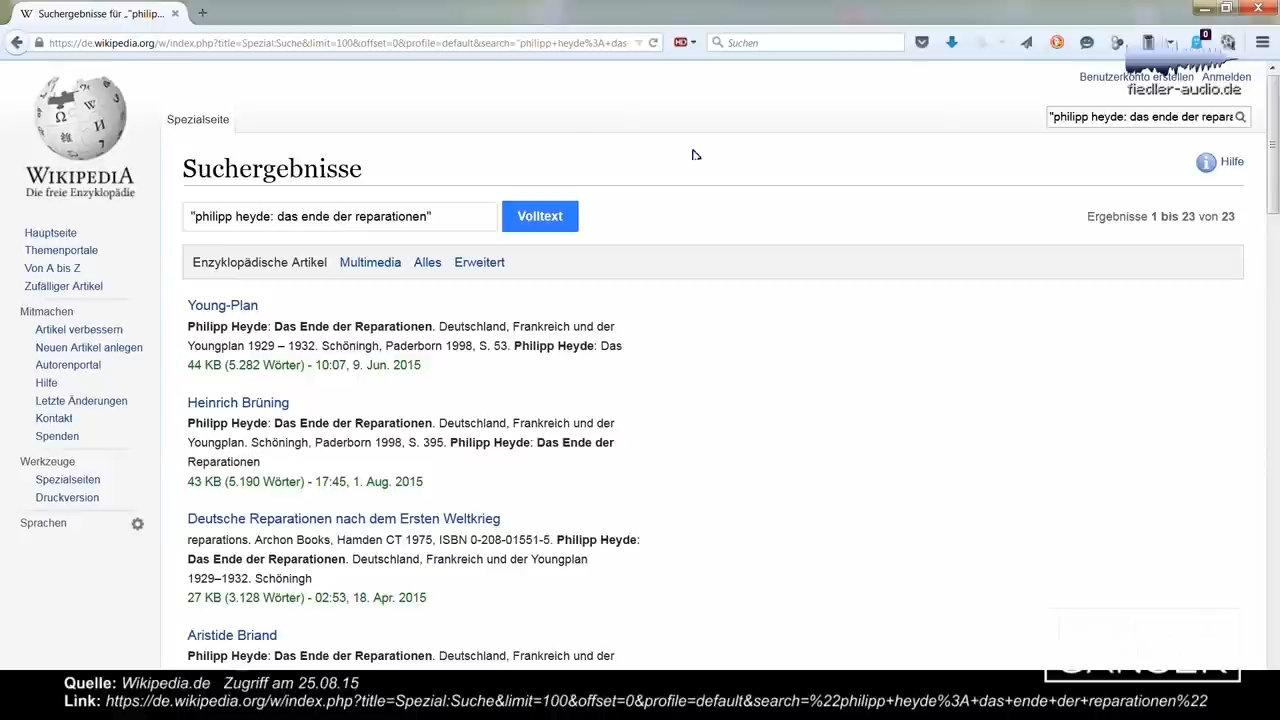 Suchergebnisse für „"philip...
https://de.wikipedia.org/w/index.php?title=Spezial:Suche&limit=100&offset=0&profile=default&search="philipp+heyde%3A+das
Suchen
0
Benutzerkonto erstellen Anmelden
fiedler-audio.de
Spezialseite
"philipp heyde: das ende der repara
WIKIPEDIA
Die freie Enzyklopädie
Suchergebnisse
Hilfe
"philipp heyde: das ende der reparationen"
Volltext
Ergebnisse 1 bis 23 von 23
Enzyklopädische Artikel Multimedia Alles Erweitert
Hauptseite
Themenportale
Von A bis Z
Zufälliger Artikel
Mitmachen
Artikel verbessern
Neuen Artikel anlegen
Autorenportal
Hilfe
Letzte Änderungen
Kontakt
Spenden
Werkzeuge
Spezialseiten
Druckversion
Sprachen
Young-Plan
Philipp Heyde: Das Ende der Reparationen. Deutschland, Frankreich und der
Youngplan 1929 – 1932. Schöningh, Paderborn 1998, S. 53. Philipp Heyde: Das
44 KB (5.282 Wörter) - 10:07, 9. Jun. 2015
Heinrich Brüning
Philipp Heyde: Das Ende der Reparationen. Deutschland, Frankreich und der
Youngplan. Schöningh, Paderborn 1998, S. 395. Philipp Heyde: Das Ende der
Reparationen
43 KB (5.190 Wörter) - 17:45, 1. Aug. 2015
Deutsche Reparationen nach dem Ersten Weltkrieg
reparations. Archon Books, Hamden CT 1975, ISBN 0-208-01551-5. Philipp Heyde:
Das Ende der Reparationen. Deutschland, Frankreich und der Youngplan
1929–1932. Schöningh
27 KB (3.128 Wörter) - 02:53, 18. Apr. 2015
Aristide Briand
Philipp Heyde: Das Ende der Reparationen. Deutschland, Frankreich und der
Quelle: Wikipedia.de Zugriff am 25.08.15
Link: https://de.wikipedia.org/w/index.php?title=Spezial:Suche&limit=100&offset=0&profile=default&search=%22philipp+heyde%3A+das+ende+der+reparationen%22